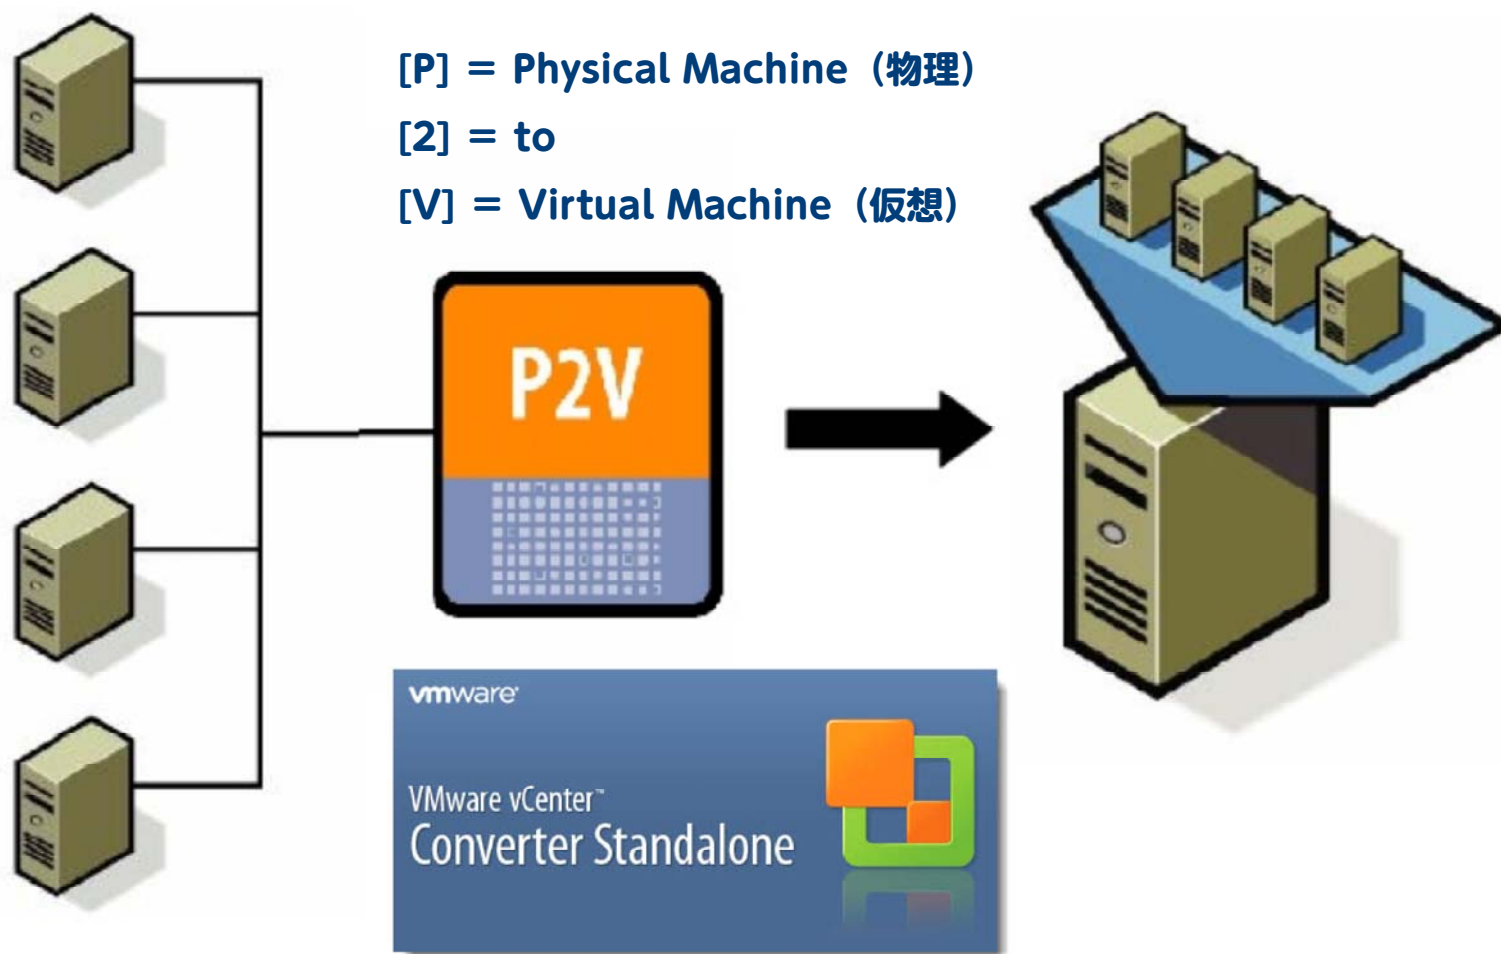 [P] = Physical Machine（物理）
[2] = to
[V] = Virtual Machine（仮想）
P2V
vmware
VMware vCenter™
Converter Standalone